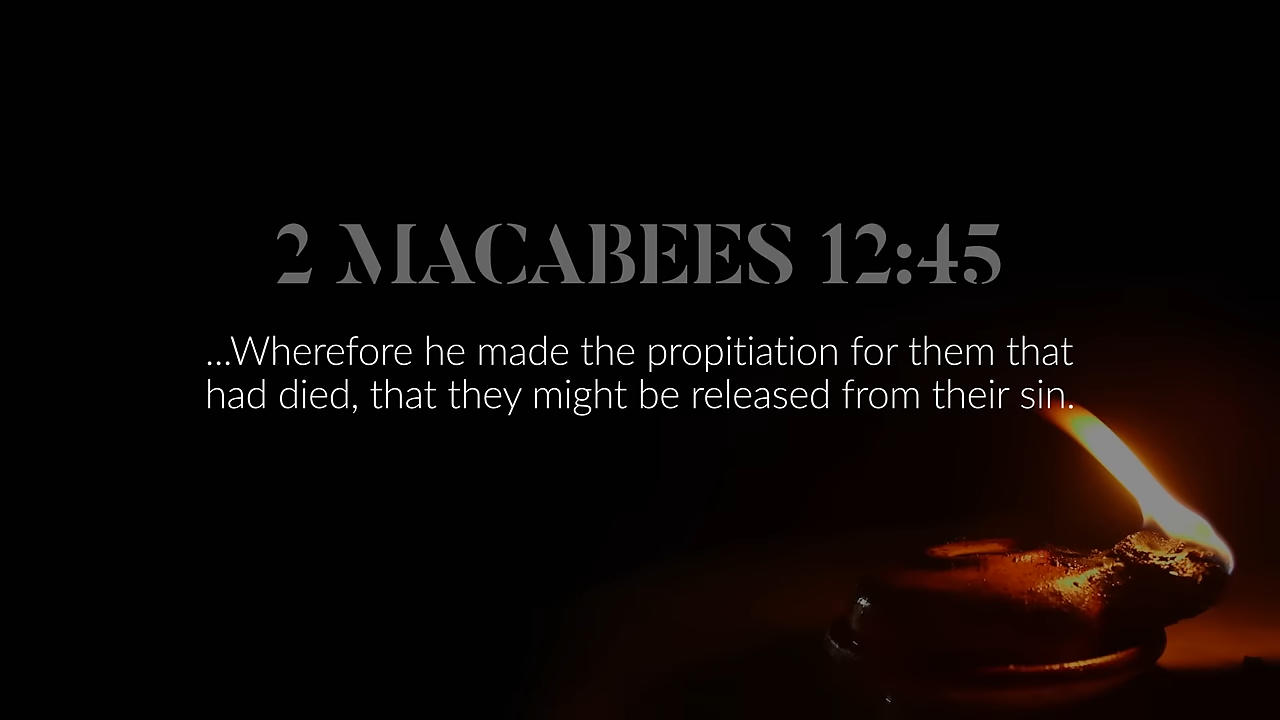 2 MACABEES 12:45
...Wherefore he made the propitiation for them that
had died, that they might be released from their sin.